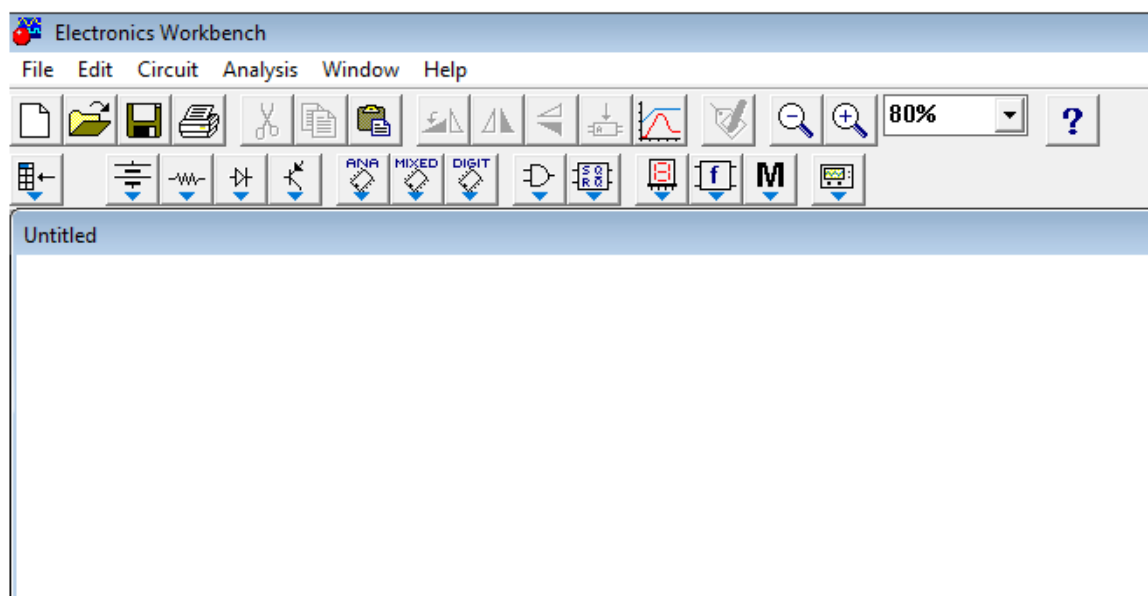 Electronics Workbench
File Edit Circuit Analysis Window Help
80% ?
ANA MIXED DIGIT S Q R Q f M
Untitled